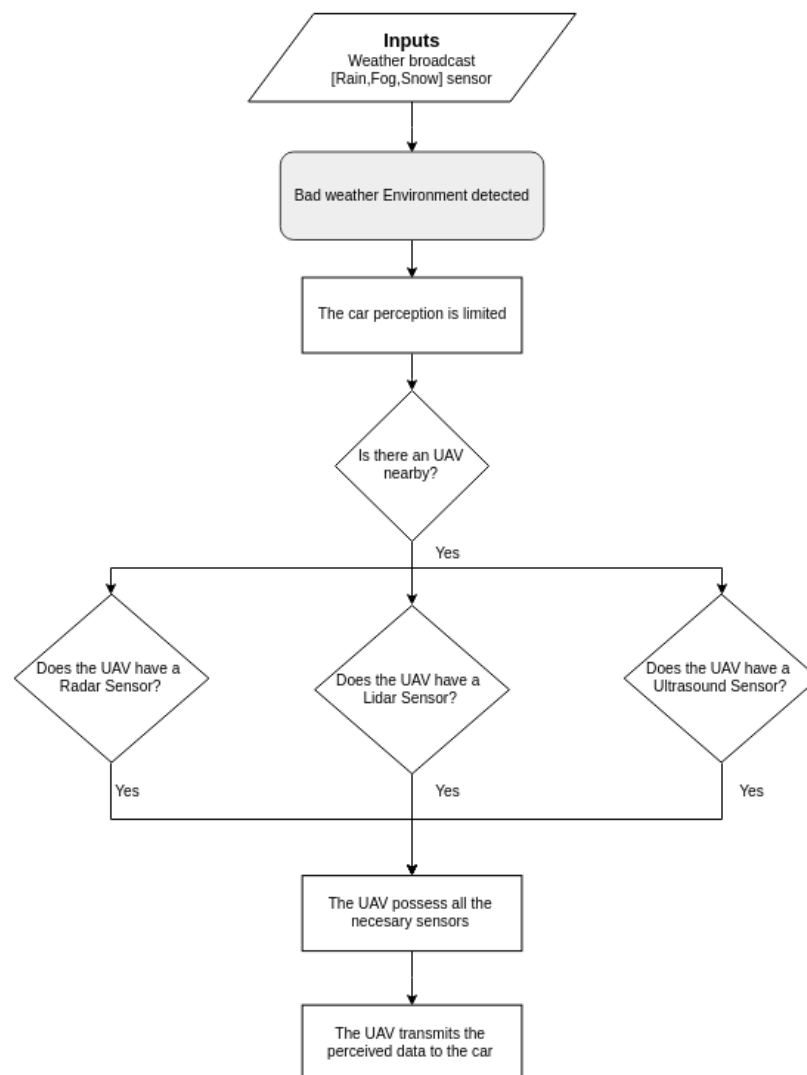 Inputs
Weather broadcast
[Rain,Fog,Snow] sensor
Bad weather Environment detected
The car perception is limited
Is there an UAV
nearby?
Yes
Does the UAV have a
Radar Sensor?
Does the UAV have a
Lidar Sensor?
Does the UAV have a
Ultrasound Sensor?
Yes
Yes
Yes
The UAV possess all the
necesary sensors
The UAV transmits the
perceived data to the car